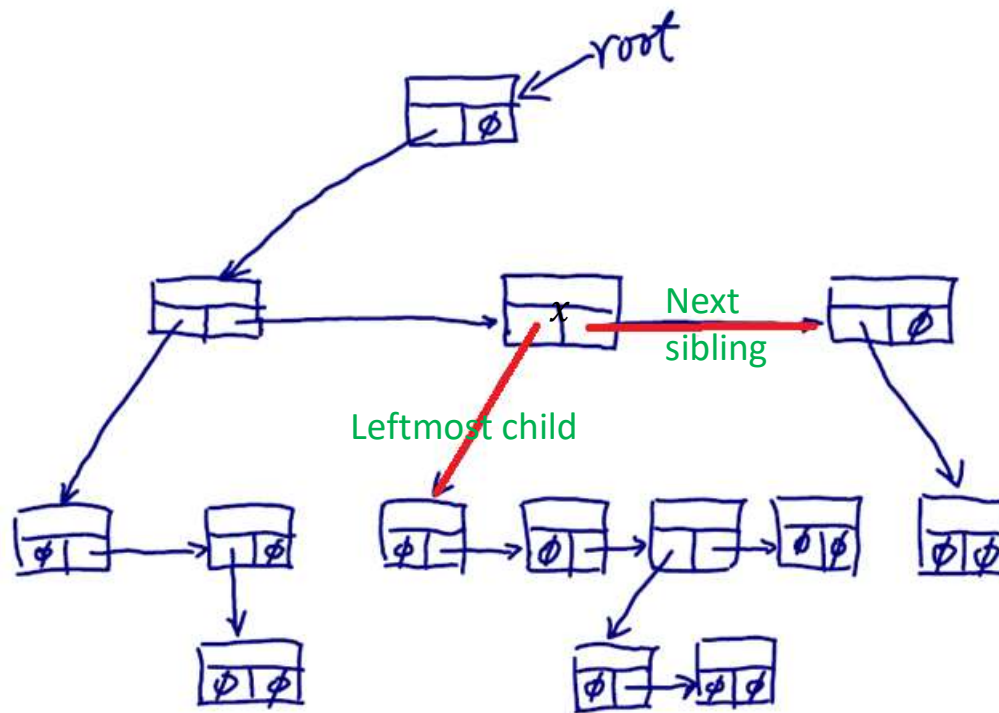 root
ϕ
x
Next
sibling
ϕ
Leftmost child
ϕ ϕ ϕ ϕ ϕ ϕ ϕ ϕ
ϕ ϕ ϕ ϕ ϕ